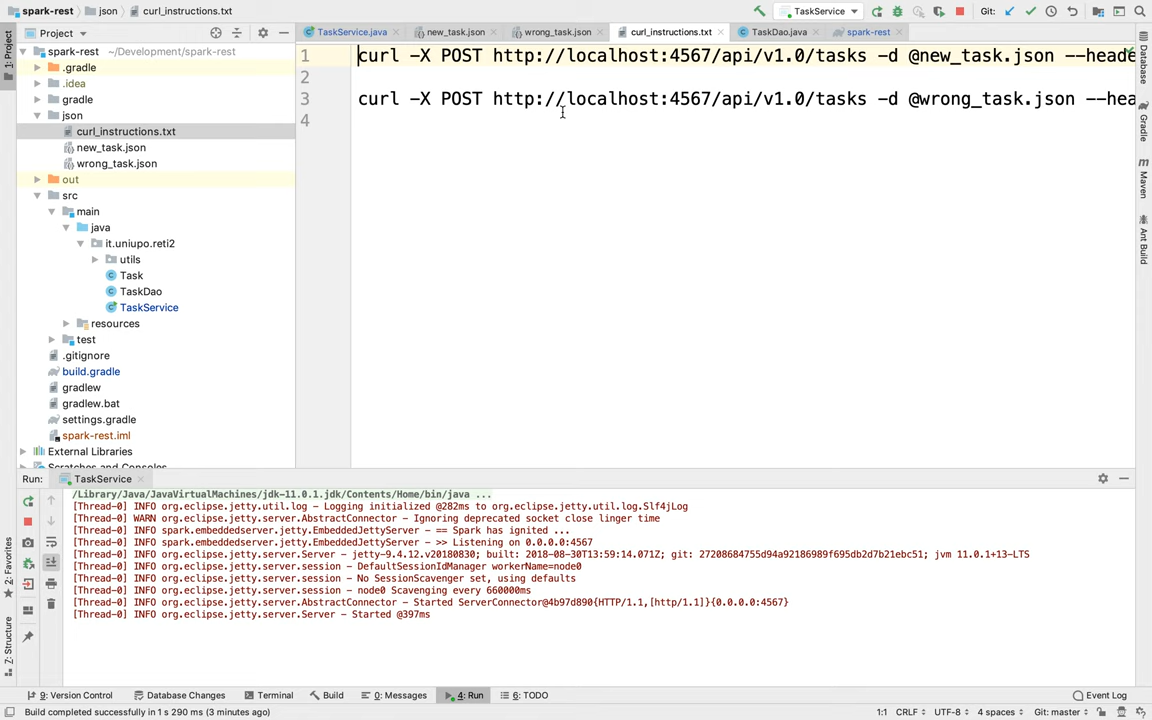 spark-rest
json
curl_instructions.txt
TaskService
Git:
Project
TaskService.java
new_task.json
wrong_task.json
curl_instructions.txt
TaskDao.java
spark-rest
1: Project
2: Favorites
Z: Structure
Database
Gradle
m
Maven
Ant Build
spark-rest ~/Development/spark-rest
.gradle
.idea
gradle
json
curl_instructions.txt
new_task.json
wrong_task.json
out
src
main
java
it.uniupo.reti2
utils
Task
TaskDao
TaskService
resources
test
.gitignore
build.gradle
gradlew
gradlew.bat
settings.gradle
spark-rest.iml
External Libraries
Scratches and Consoles
1 curl -X POST http://localhost:4567/api/v1.0/tasks -d @new_task.json --heade
2
3 curl -X POST http://localhost:4567/api/v1.0/tasks -d @wrong_task.json --hea
4
Run: TaskService
/Library/Java/JavaVirtualMachines/jdk-11.0.1.jdk/Contents/Home/bin/java ...
[Thread-0] INFO org.eclipse.jetty.util.log - Logging initialized @282ms to org.eclipse.jetty.util.log.Slf4jLog
[Thread-0] WARN org.eclipse.jetty.server.AbstractConnector - Ignoring deprecated socket close linger time
[Thread-0] INFO spark.embeddedserver.jetty.EmbeddedJettyServer - == Spark has ignited ...
[Thread-0] INFO spark.embeddedserver.jetty.EmbeddedJettyServer - >> Listening on 0.0.0.0:4567
[Thread-0] INFO org.eclipse.jetty.server.Server - jetty-9.4.12.v20180830; built: 2018-08-30T13:59:14.071Z; git: 27208684755d94a92186989f695db2d7b21ebc51; jvm 11.0.1+13-LTS
[Thread-0] INFO org.eclipse.jetty.server.session - DefaultSessionIdManager workerName=node0
[Thread-0] INFO org.eclipse.jetty.server.session - No SessionScavenger set, using defaults
[Thread-0] INFO org.eclipse.jetty.server.session - node0 Scavenging every 660000ms
[Thread-0] INFO org.eclipse.jetty.server.AbstractConnector - Started ServerConnector@4b97d890{HTTP/1.1,[http/1.1]}{0.0.0.0:4567}
[Thread-0] INFO org.eclipse.jetty.server.Server - Started @397ms
9: Version Control
Database Changes
Terminal
Build
0: Messages
4: Run
6: TODO
Event Log
Build completed successfully in 1 s 290 ms (3 minutes ago)
1:1 CRLF UTF-8 4 spaces Git: master